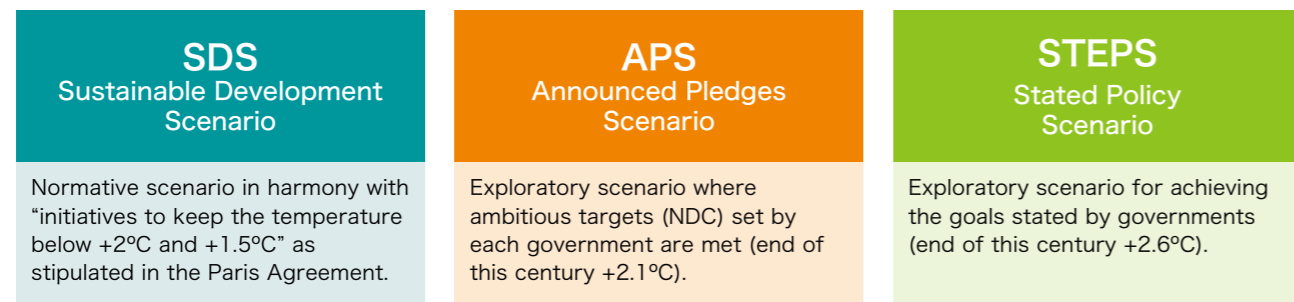 SDS
Sustainable Development
Scenario
Normative scenario in harmony with
“initiatives to keep the temperature
below +2ºC and +1.5ºC” as
stipulated in the Paris Agreement.
APS
Announced Pledges
Scenario
Exploratory scenario where
ambitious targets (NDC) set by
each government are met (end of
this century +2.1ºC).
STEPS
Stated Policy
Scenario
Exploratory scenario for achieving
the goals stated by governments
(end of this century +2.6ºC).